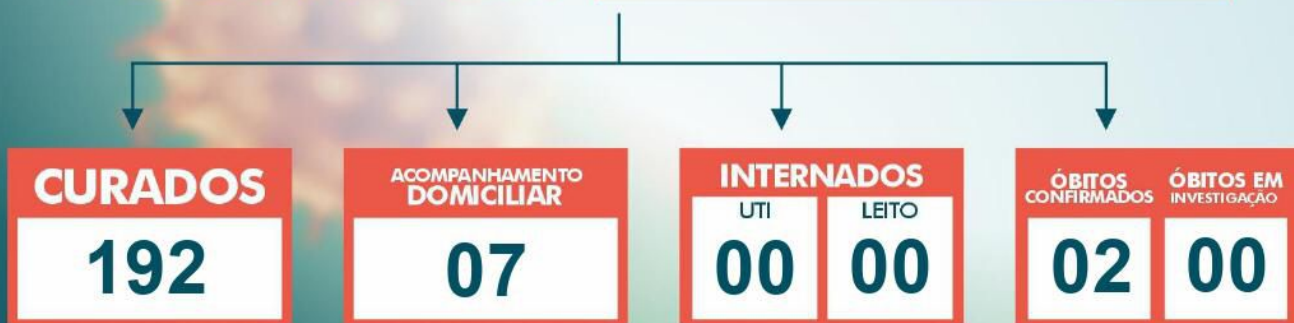 CURADOS
192
ACOMPANHAMENTO
DOMICILIAR
07
INTERNADOS
UTI
00
LEITO
00
ÓBITOS
CONFIRMADOS
02
ÓBITOS EM
INVESTIGAÇÃO
00